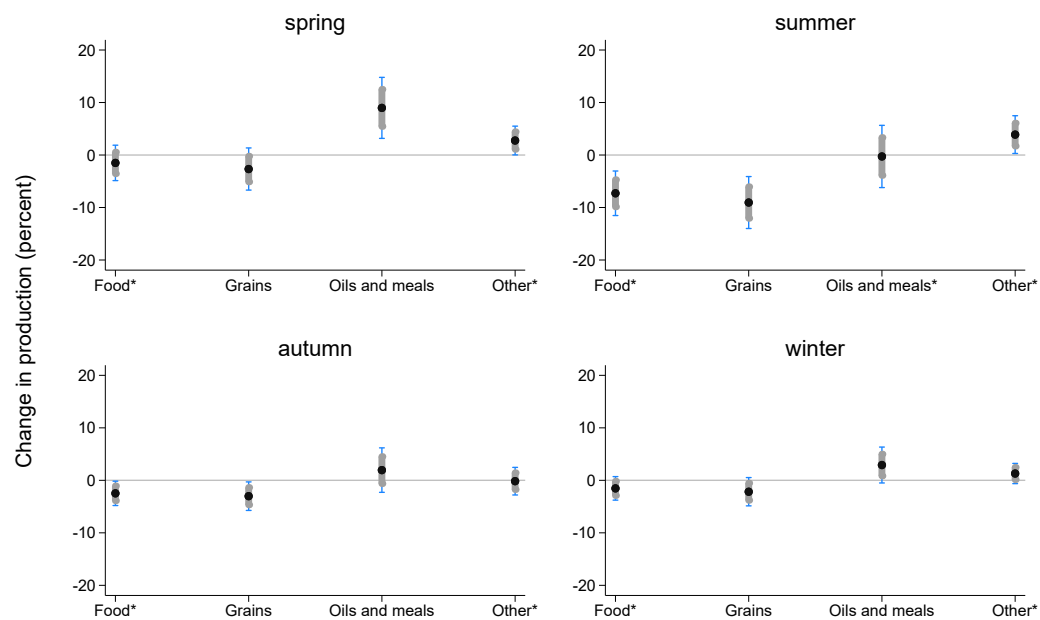 spring
20
10
0
-10
-20
Food*
Grains
Oils and meals
Other*
summer
20
10
0
-10
-20
Food*
Grains
Oils and meals*
Other*
Change in production (percent)
autumn
20
10
0
-10
-20
Food*
Grains
Oils and meals
Other*
winter
20
10
0
-10
-20
Food*
Grains
Oils and meals
Other*